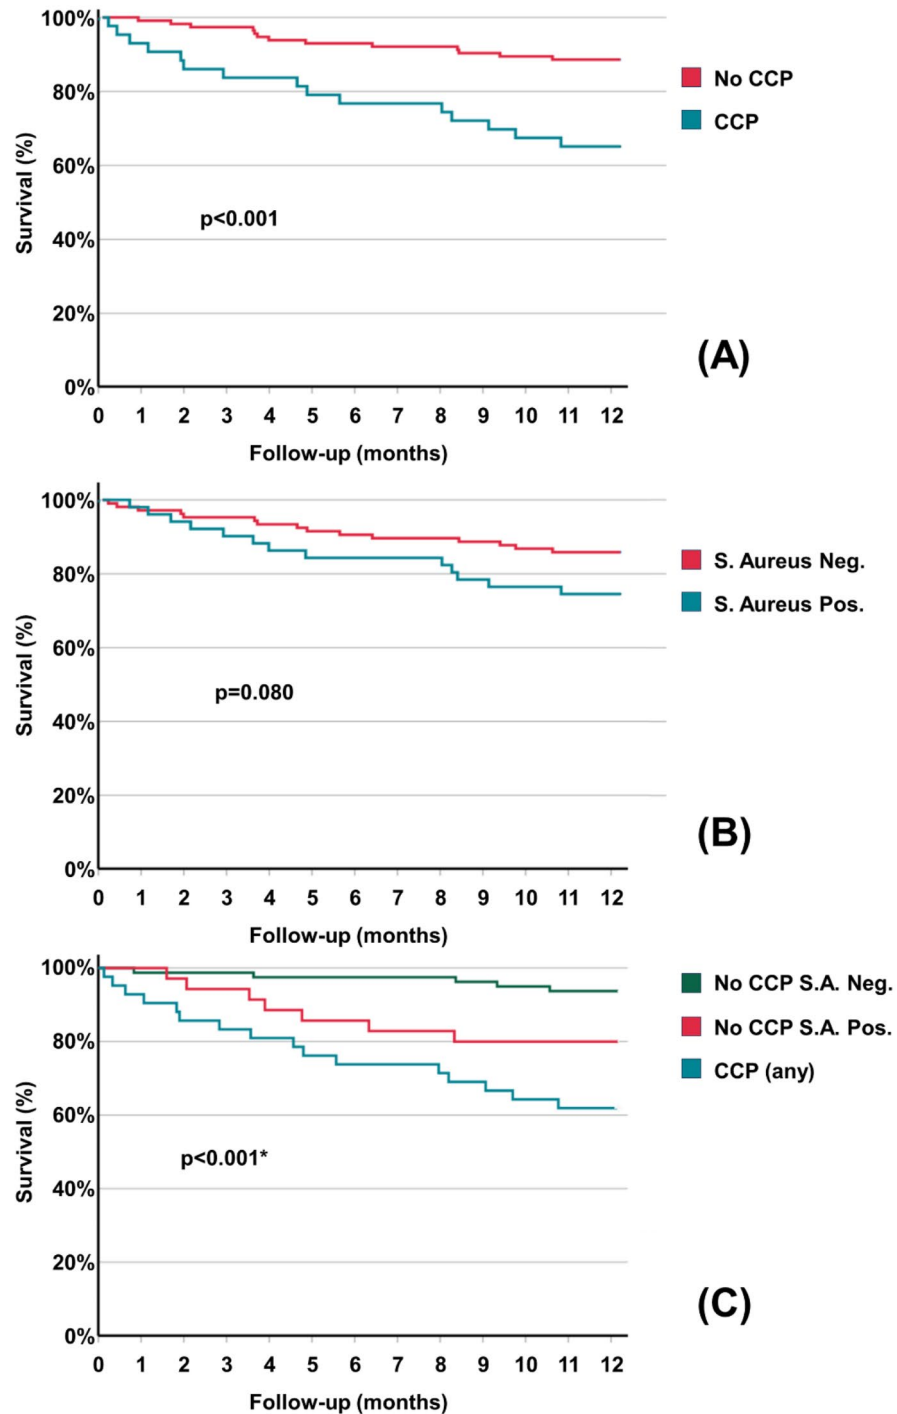 100%
80%
60%
40%
20%
0%
Survival (%)
p<0.001
0 1 2 3 4 5 6 7 8 9 10 11 12
Follow-up (months)
No CCP
CCP
(A)
100%
80%
60%
40%
20%
0%
Survival (%)
p=0.080
0 1 2 3 4 5 6 7 8 9 10 11 12
Follow-up (months)
S. Aureus Neg.
S. Aureus Pos.
(B)
100%
80%
60%
40%
20%
0%
Survival (%)
p<0.001*
0 1 2 3 4 5 6 7 8 9 10 11 12
Follow-up (months)
No CCP S.A. Neg.
No CCP S.A. Pos.
CCP (any)
(C)